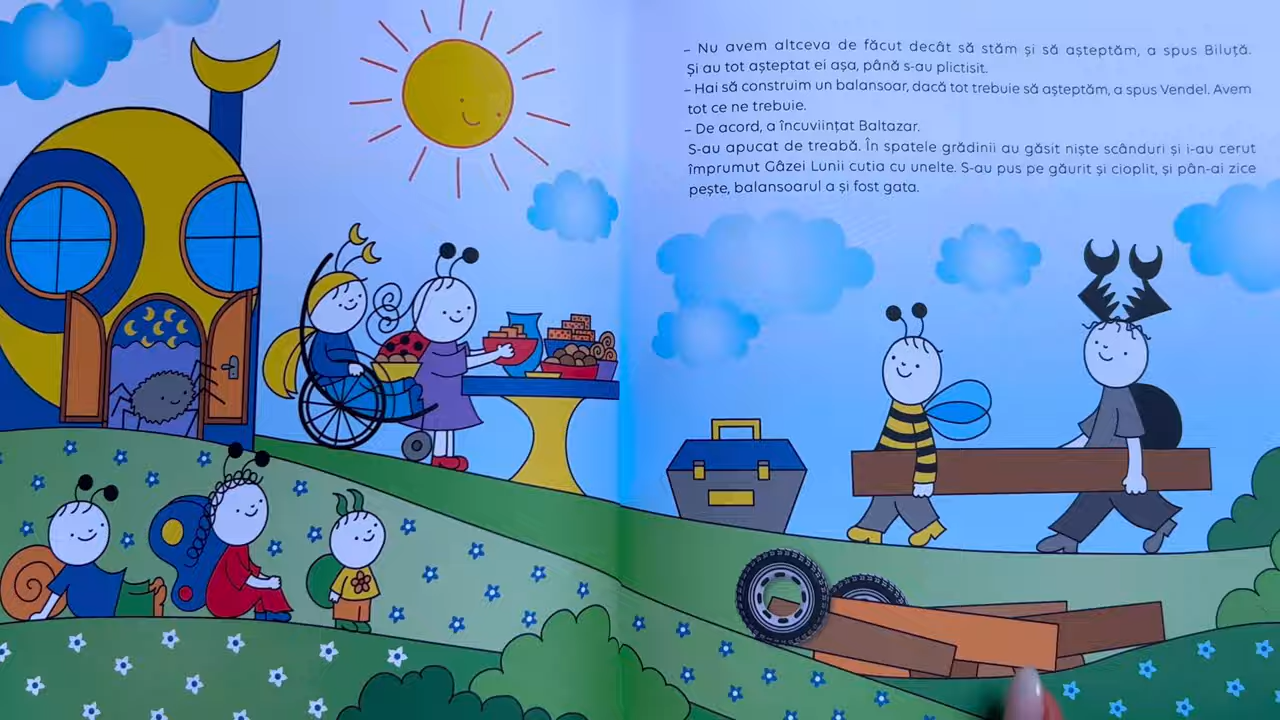 – Nu avem altceva de făcut decât să stăm și să așteptăm, a spus Biluță.
Și au tot așteptat ei așa, până s-au plictisit.
– Hai să construim un balansoar, dacă tot trebuie să așteptăm, a spus Vendel. Avem
tot ce ne trebuie.
– De acord, a încuviințat Baltazar.
S-au apucat de treabă. În spatele grădinii au găsit niște scânduri și i-au cerut
împrumut Gâzei Lunii cutia cu unelte. S-au pus pe găurit și cioplit, și pân-ai zice
pește, balansoarul a și fost gata.